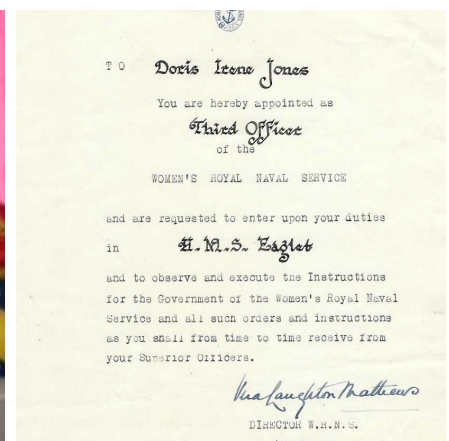 TO Doris Irene Jones
You are hereby appointed as
Third Officer
of the
WOMEN'S ROYAL NAVAL SERVICE
and are requested to enter upon your duties
in H.M.S. Eaglet
and to observe and execute the Instructions
for the Government of the Women's Royal Naval
Service and all such orders and instructions
as you shall from time to time receive from
your Superior Officers.
Vera Laughton Mathews
DIRECTOR W.R.N.S.